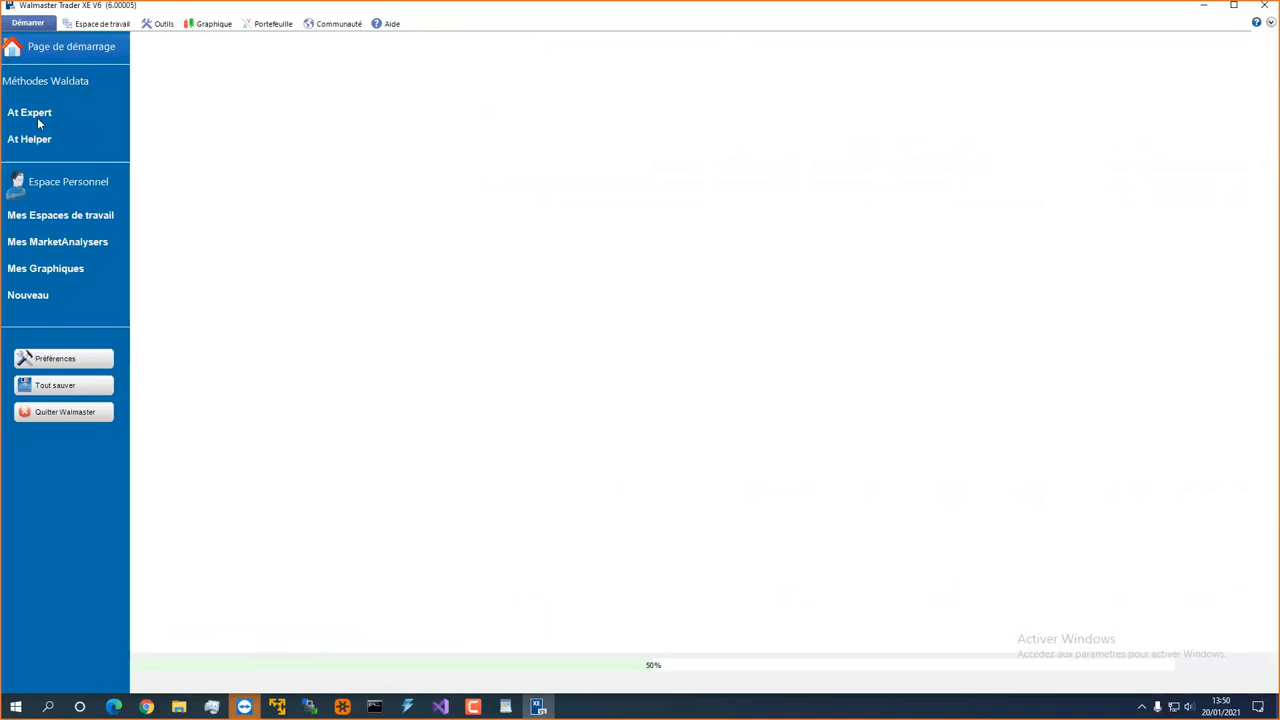 Walmaster Trader XE V6 (6.00005)
Démarrer Espace de travail Outils Graphique Portefeuille Communauté Aide
Page de démarrage
Méthodes Waldata
At Expert
At Helper
Espace Personnel
Mes Espaces de travail
Mes MarketAnalysers
Mes Graphiques
Nouveau
Préférences
Tout sauver
Quitter Walmaster
Activer Windows
Accédez aux paramètres pour activer Windows.
50%
13:50
20/01/2021